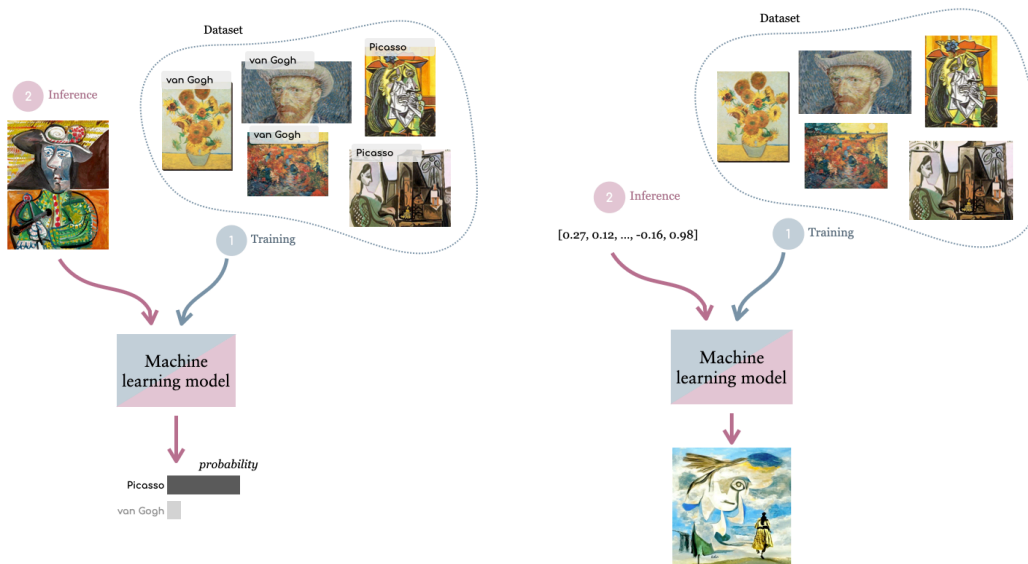 Dataset
van Gogh
van Gogh
Picasso
van Gogh
Picasso
2 Inference
1 Training
Machine
learning model
probability
Picasso
van Gogh
Dataset
2 Inference
[0.27, 0.12, ..., -0.16, 0.98]
1 Training
Machine
learning model